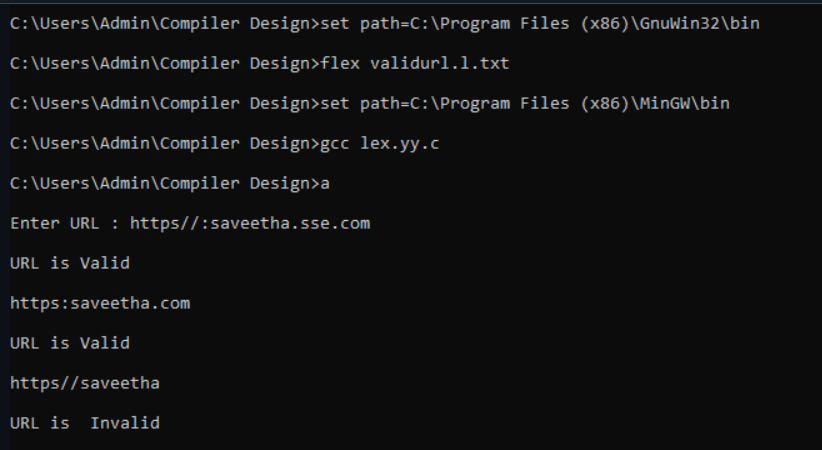 C:\Users\Admin\Compiler Design>set path=C:\Program Files (x86)\GnuWin32\bin
C:\Users\Admin\Compiler Design>flex validurl.l.txt
C:\Users\Admin\Compiler Design>set path=C:\Program Files (x86)\MinGW\bin
C:\Users\Admin\Compiler Design>gcc lex.yy.c
C:\Users\Admin\Compiler Design>a
Enter URL : https//:saveetha.sse.com
URL is Valid
https:saveetha.com
URL is Valid
https//saveetha
URL is  Invalid